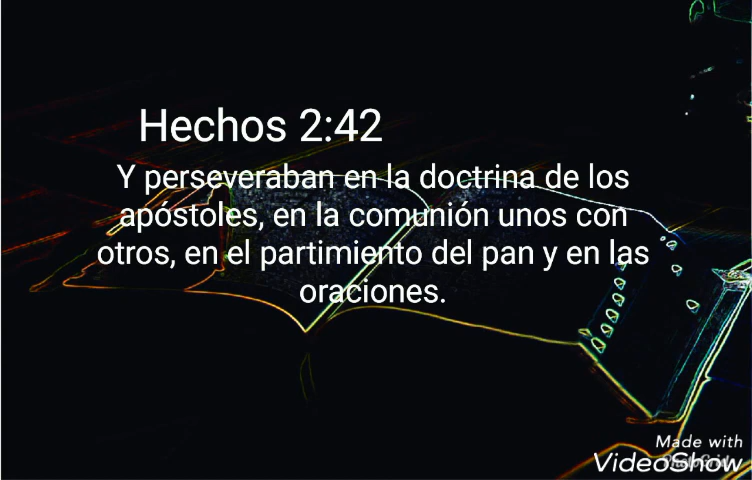 Hechos 2:42
Y perseveraban en la doctrina de los
apóstoles, en la comunión unos con
otros, en el partimiento del pan y en las
oraciones.
Made with
VideoShow
PhotoGrid